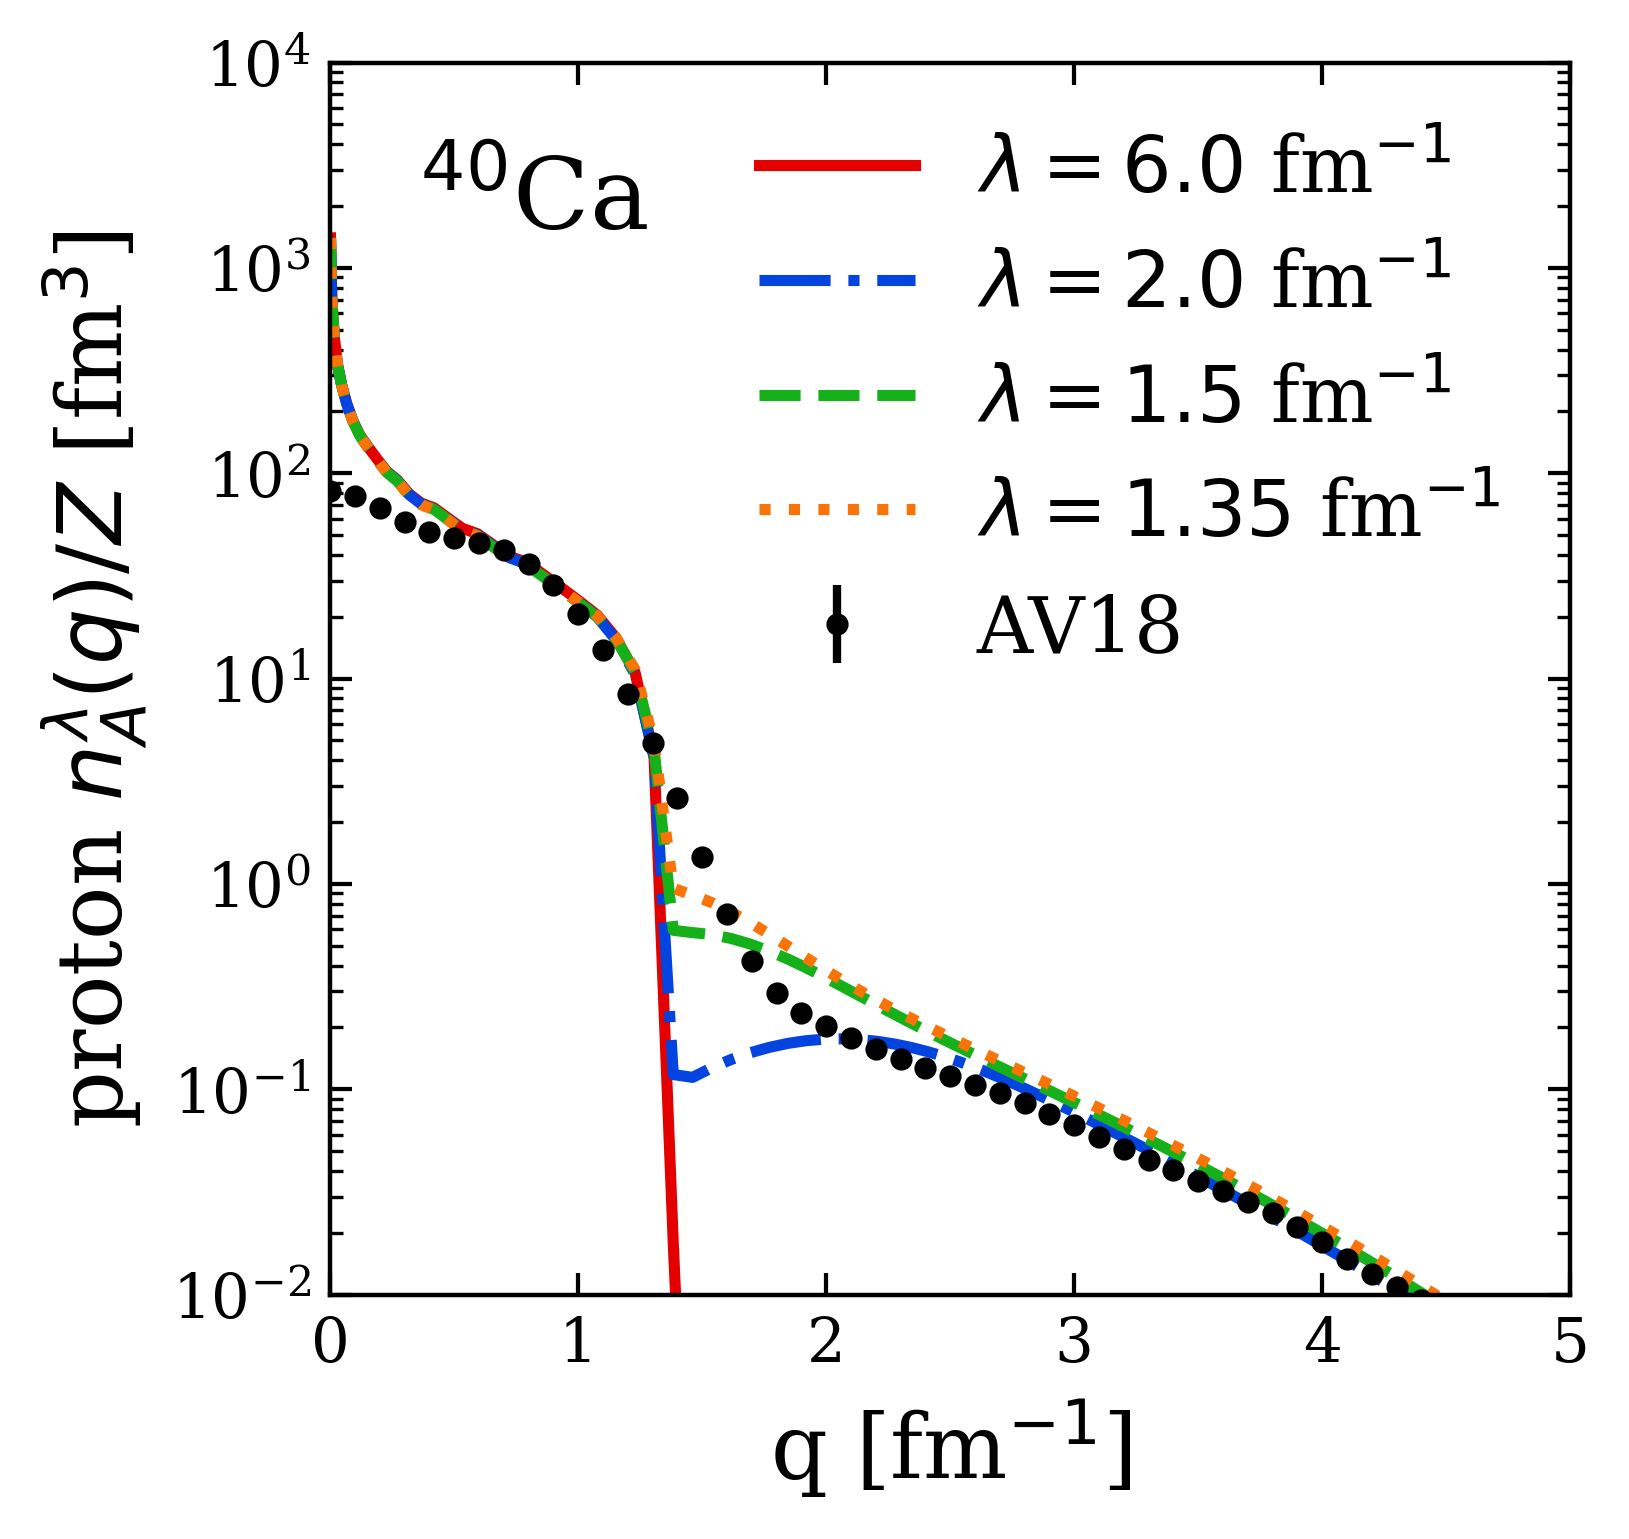 proton n_A^λ(q)/Z [fm³]
10⁴
10³
10²
10¹
10⁰
10⁻¹
10⁻²
⁴⁰Ca
λ = 6.0 fm⁻¹
λ = 2.0 fm⁻¹
λ = 1.5 fm⁻¹
λ = 1.35 fm⁻¹
AV18
0 1 2 3 4 5
q [fm⁻¹]